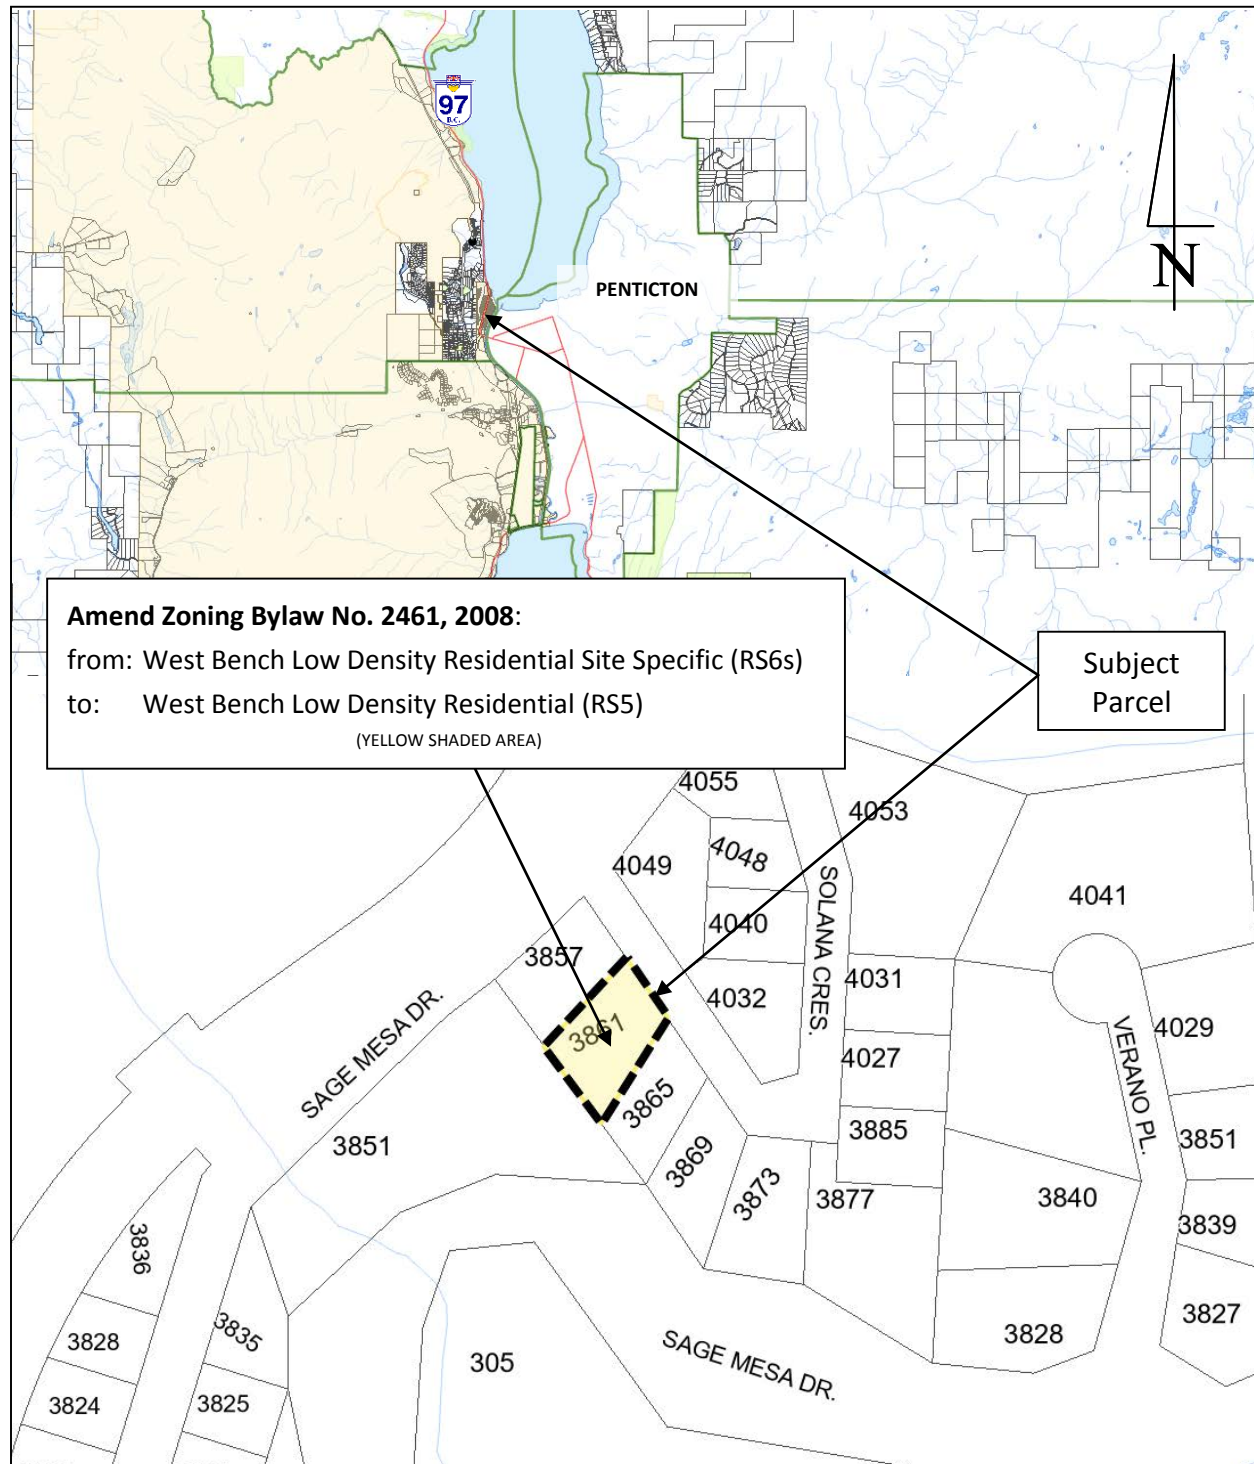 97
B.C.
PENTICTON
N
Amend Zoning Bylaw No. 2461, 2008:
from: West Bench Low Density Residential Site Specific (RS6s)
to: West Bench Low Density Residential (RS5)
(YELLOW SHADED AREA)
Subject
Parcel
4055
4053
4049
4048
4041
4040
3857
4032
4031
SOLANA CRES.
SAGE MESA DR.
3861
4029
4027
VERANO PL.
3865
3885
3851
3851
3869
3873
3877
3840
3839
3836
3835
3828
3827
3828
305
SAGE MESA DR.
3824
3825